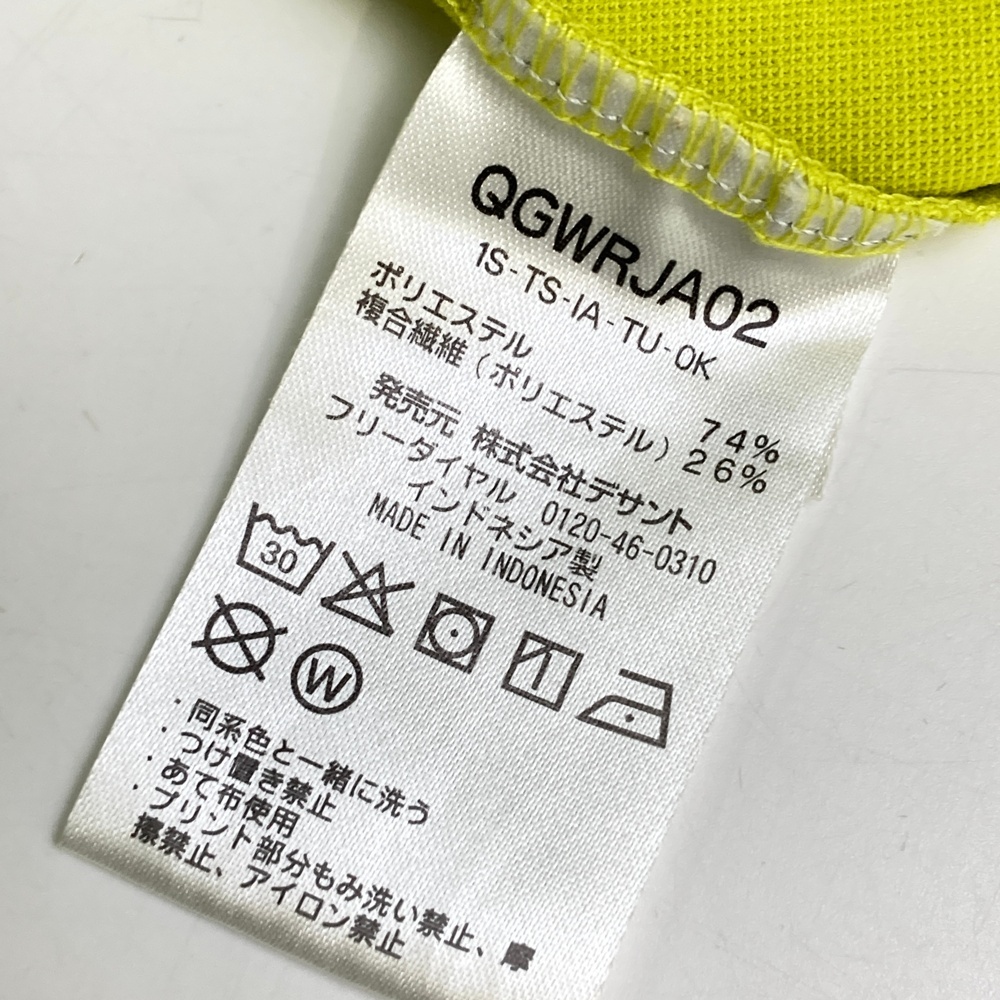 QGWRJA02
1S-TS-IA-TU-OK
ポリエステル 74%
複合繊維(ポリエステル) 26%
発売元 株式会社デサント
フリーダイヤル 0120-46-0310
インドネシア製
MADE IN INDONESIA
30
W
・同系色と一緒に洗う
・つけ置き禁止
・あて布使用
・プリント部分もみ洗い禁止、摩
擦禁止、アイロン禁止